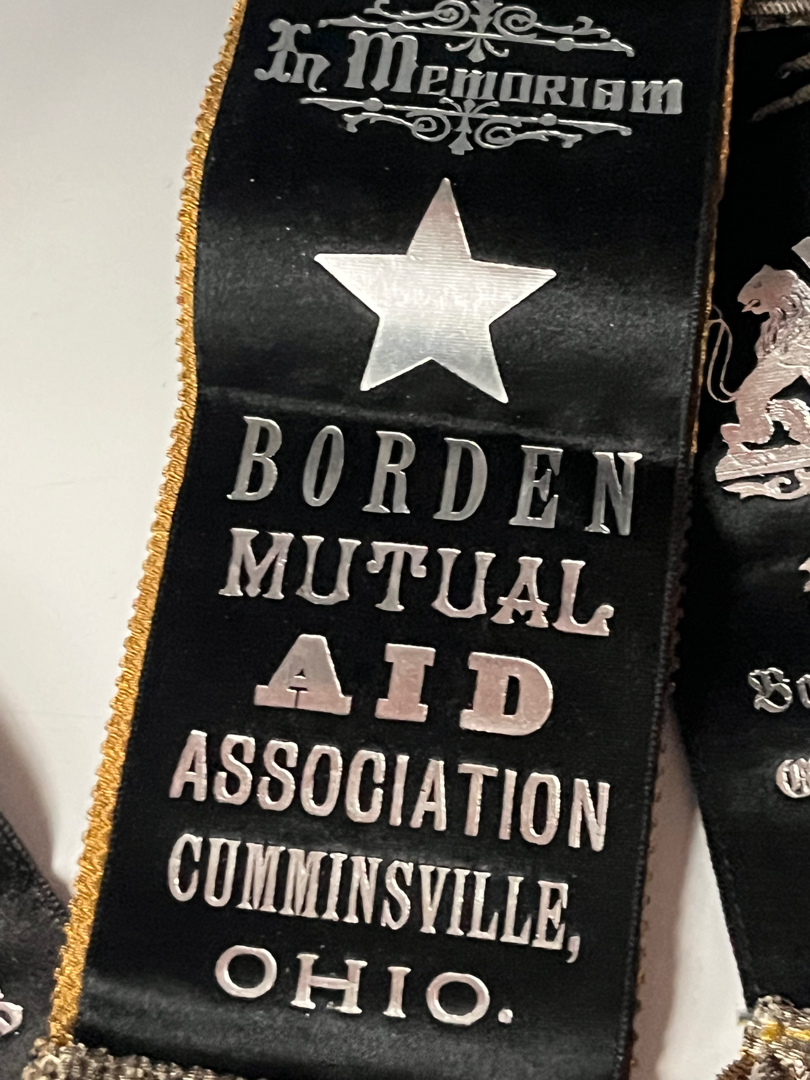 In Memoriam
BORDEN
MUTUAL
AID
ASSOCIATION
CUMMINSVILLE,
OHIO.